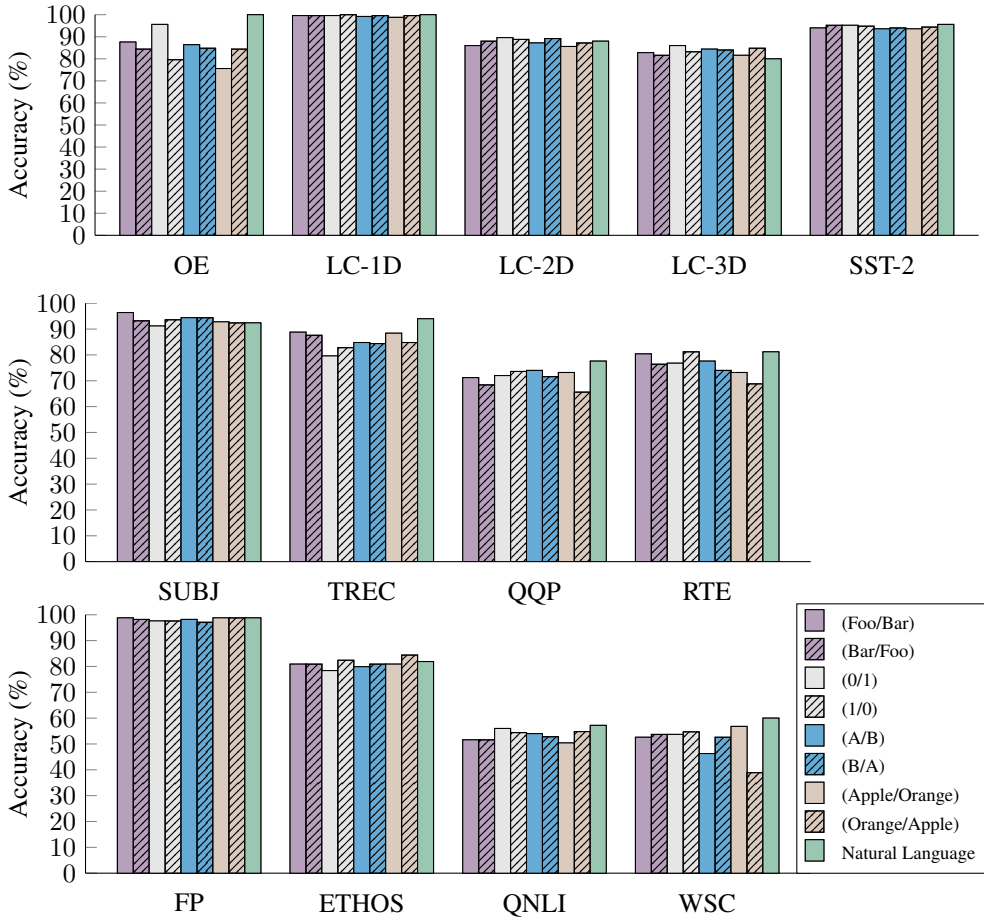 Accuracy (%)
100
90
80
70
60
50
40
30
20
10
0
OE LC-1D LC-2D LC-3D SST-2
Accuracy (%)
100
90
80
70
60
50
40
30
20
10
0
SUBJ TREC QQP RTE
Accuracy (%)
100
90
80
70
60
50
40
30
20
10
0
FP ETHOS QNLI WSC
(Foo/Bar)
(Bar/Foo)
(0/1)
(1/0)
(A/B)
(B/A)
(Apple/Orange)
(Orange/Apple)
Natural Language